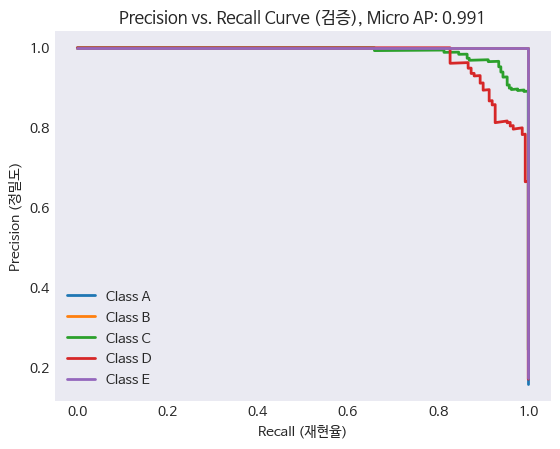 Precision vs. Recall Curve (검증), Micro AP: 0.991
Precision (정밀도)
1.0
0.8
0.6
0.4
0.2
Class A
Class B
Class C
Class D
Class E
0.0 0.2 0.4 0.6 0.8 1.0
Recall (재현율)